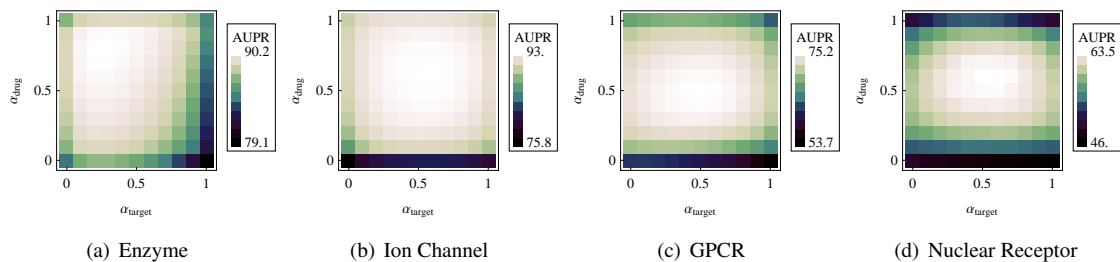 AUPR
90.2
79.1
1
0.5
0
α_drug
0
0.5
1
α_target
(a) Enzyme
AUPR
93.
75.8
1
0.5
0
α_drug
0
0.5
1
α_target
(b) Ion Channel
AUPR
75.2
53.7
1
0.5
0
α_drug
0
0.5
1
α_target
(c) GPCR
AUPR
63.5
46.
1
0.5
0
α_drug
0
0.5
1
α_target
(d) Nuclear Receptor